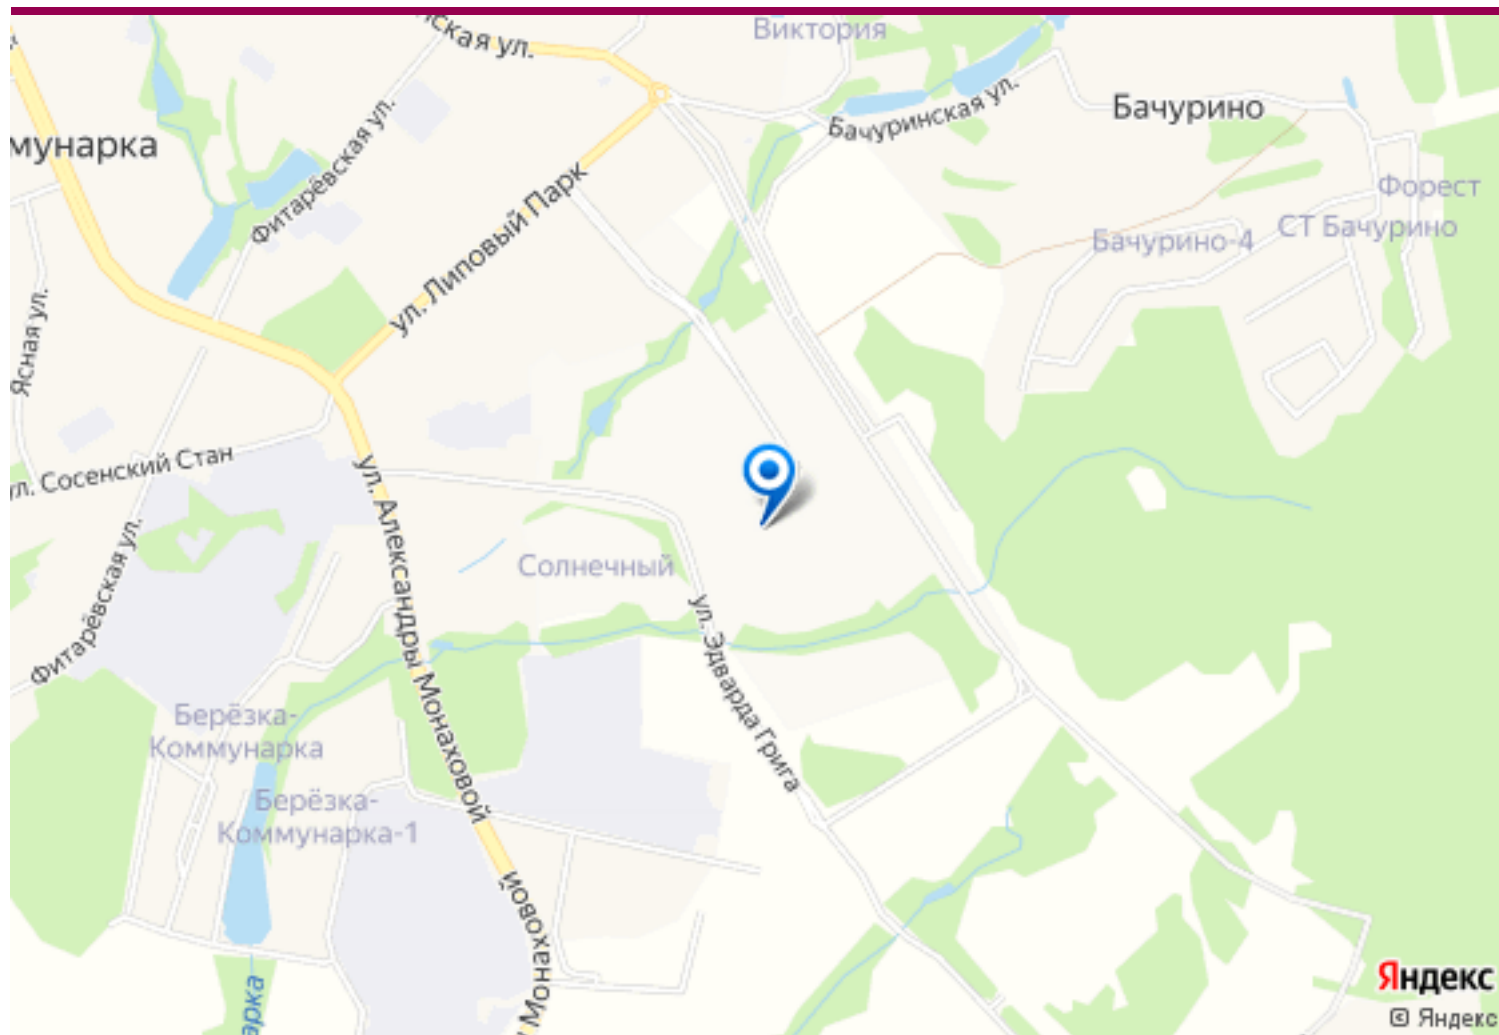 нская ул.
Виктория
Бачуринская ул.
Бачурино
мунарка
Фитарёвская ул.
ул. Липовый Парк
Форест
СТ Бачурино
Бачурино-4
Ясная ул.
ул. Сосенский Стан
ул. Александры Монаховой
Солнечный
Фитарёвская ул.
ул. Эдварда Грига
Берёзка-
Коммунарка
Берёзка-
Коммунарка-1
Монаховой
арка
Яндекс
© Яндекс